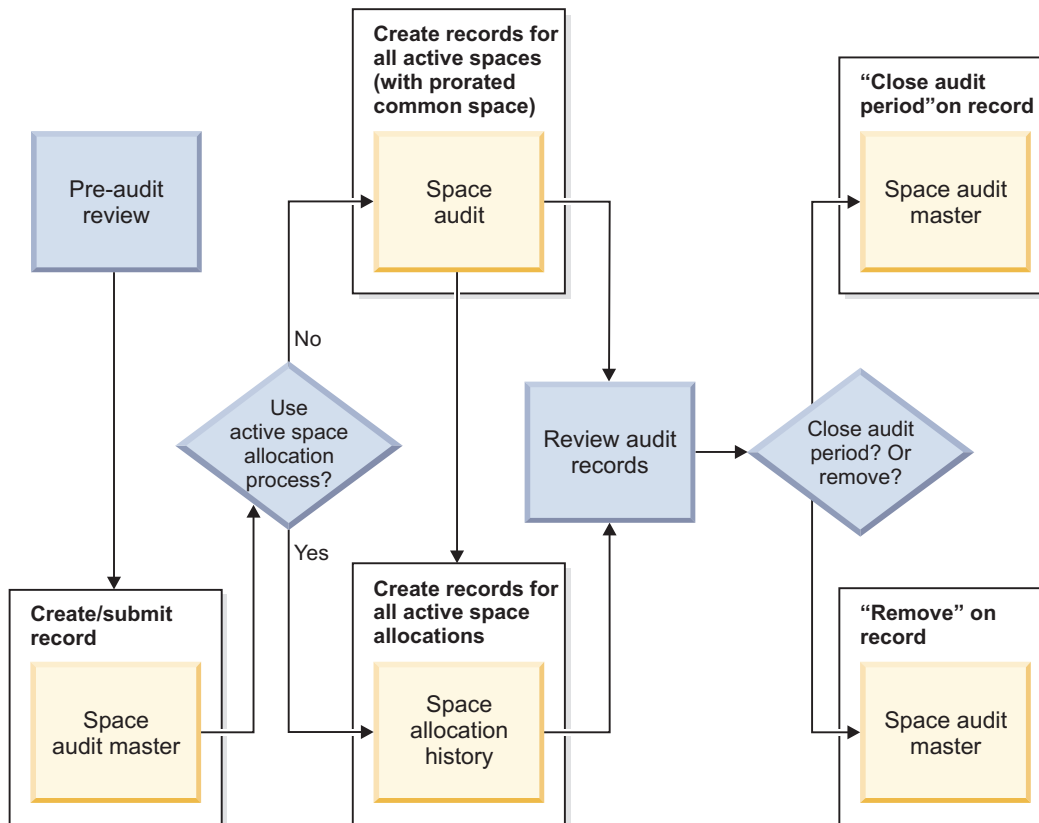 Pre-audit
review
Create/submit
record
Space
audit master
Use
active space
allocation
process?
No
Yes
Create records for
all active spaces
(with prorated
common space)
Space
audit
Create records for
all active space
allocations
Space
allocation
history
Review audit
records
Close audit
period? Or
remove?
“Close audit
period”on record
Space audit
master
“Remove” on
record
Space audit
master